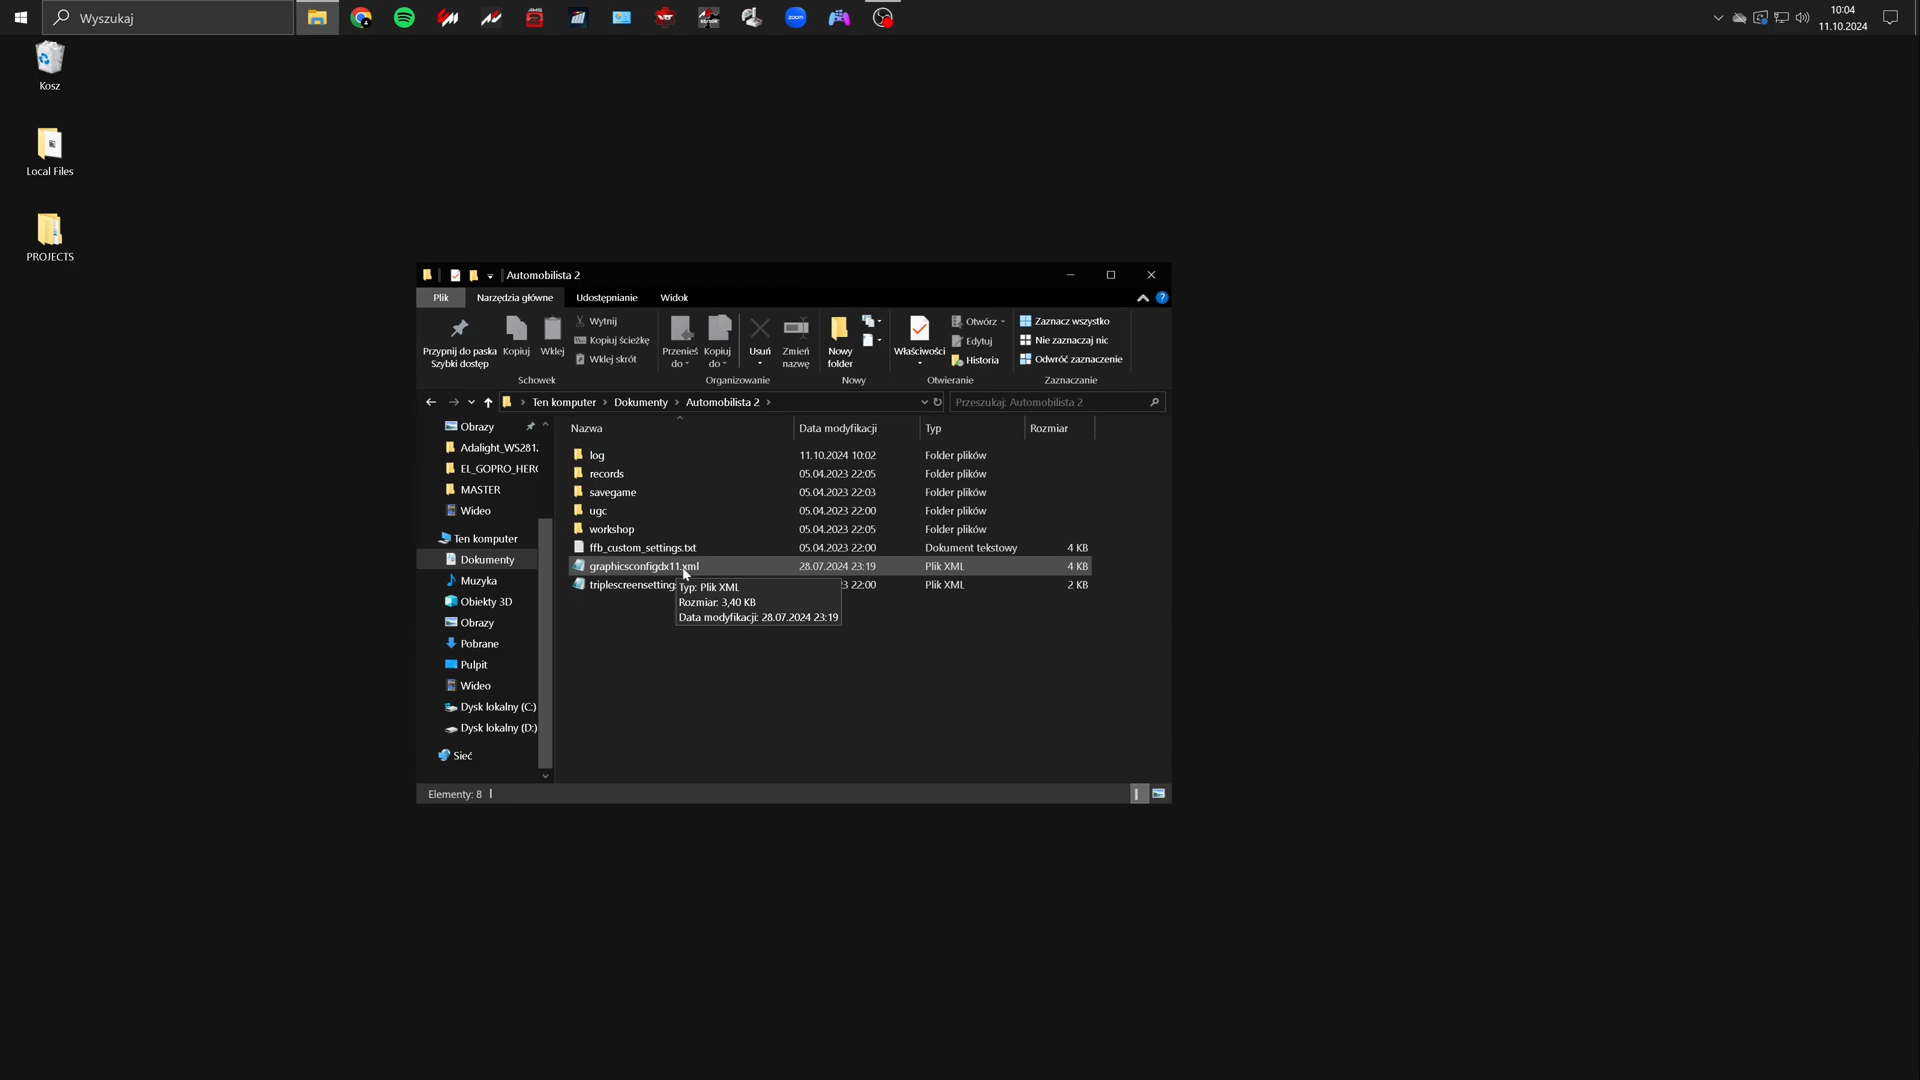 Wyszukaj
10:04
11.10.2024
Kosz
Local Files
PROJECTS
Automobilista 2
Plik
Narzędzia główne
Udostępnianie
Widok
Przypnij do paska
Szybki dostęp
Kopiuj
Wklej
Wytnij
Kopiuj ścieżkę
Wklej skrót
Schowek
Przenieś
do
Kopiuj
do
Usuń
Zmień
nazwę
Organizowanie
Nowy
folder
Nowy
Właściwości
Otwórz
Edytuj
Historia
Otwieranie
Zaznacz wszystko
Nie zaznaczaj nic
Odwróć zaznaczenie
Zaznaczanie
Ten komputer > Dokumenty > Automobilista 2 >
Przeszukaj: Automobilista 2
Obrazy
Adalight_WS281
EL_GOPRO_HERO
MASTER
Wideo
Ten komputer
Dokumenty
Muzyka
Obiekty 3D
Obrazy
Pobrane
Pulpit
Wideo
Dysk lokalny (C:)
Dysk lokalny (D:)
Sieć
Nazwa Data modyfikacji Typ Rozmiar
log 11.10.2024 10:02 Folder plików
records 05.04.2023 22:05 Folder plików
savegame 05.04.2023 22:03 Folder plików
ugc 05.04.2023 22:00 Folder plików
workshop 05.04.2023 22:05 Folder plików
ffb_custom_settings.txt 05.04.2023 22:00 Dokument tekstowy 4 KB
graphicsconfigdx11.xml 28.07.2024 23:19 Plik XML 4 KB
triplescreensetting 3 22:00 Plik XML 2 KB
Typ: Plik XML
Rozmiar: 3,40 KB
Data modyfikacji: 28.07.2024 23:19
Elementy: 8